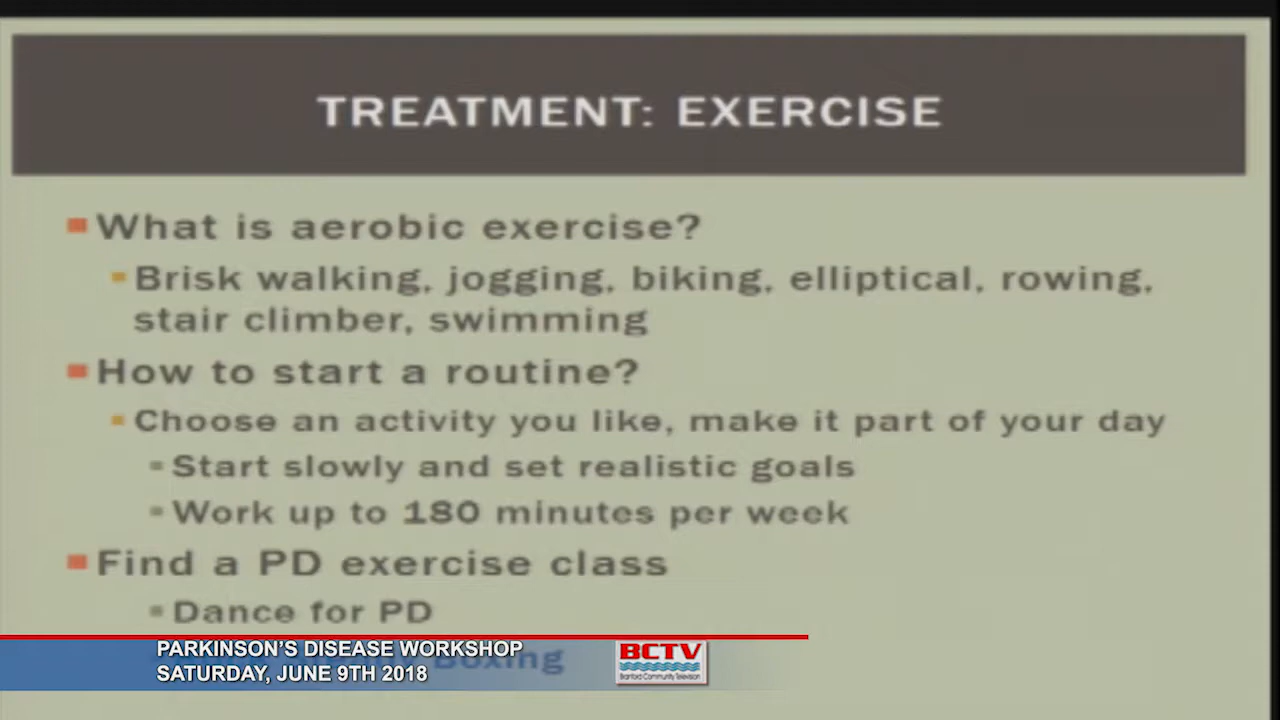 TREATMENT: EXERCISE
What is aerobic exercise?
Brisk walking, jogging, biking, elliptical, rowing,
stair climber, swimming
How to start a routine?
Choose an activity you like, make it part of your day
Start slowly and set realistic goals
Work up to 180 minutes per week
Find a PD exercise class
Dance for PD
Boxing
PARKINSON'S DISEASE WORKSHOP
SATURDAY, JUNE 9TH 2018
BCTV
Branford Community Television